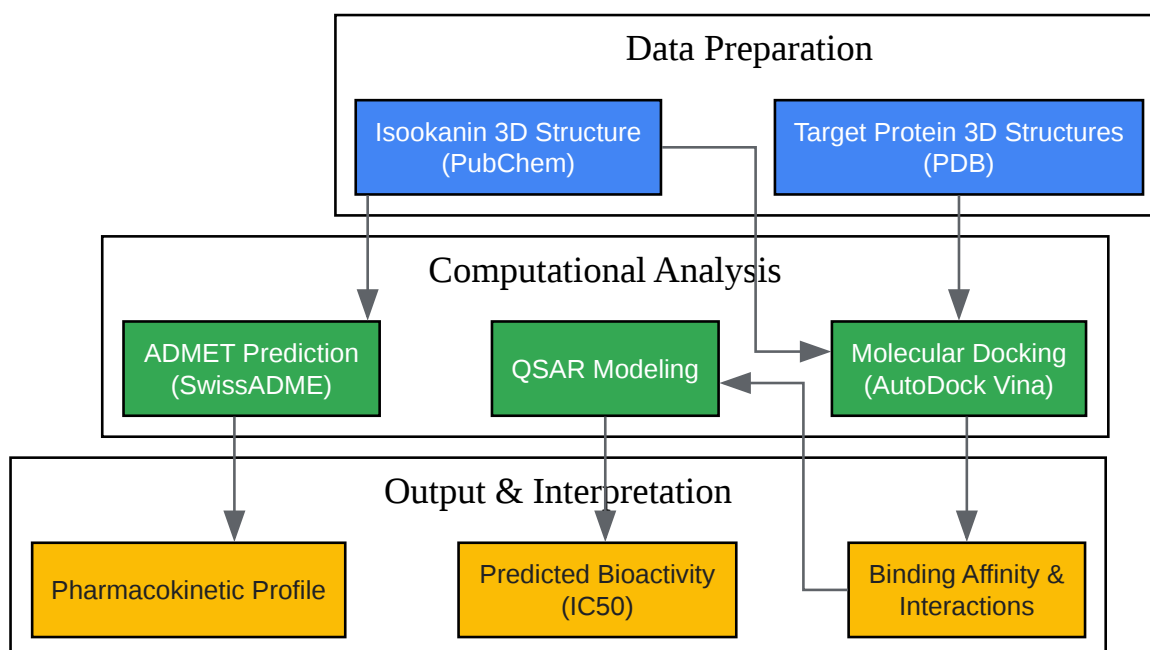 Data Preparation
Isookanin 3D Structure
(PubChem)
Target Protein 3D Structures
(PDB)
Computational Analysis
ADMET Prediction
(SwissADME)
QSAR Modeling
Molecular Docking
(AutoDock Vina)
Output & Interpretation
Pharmacokinetic Profile
Predicted Bioactivity
(IC50)
Binding Affinity &
Interactions